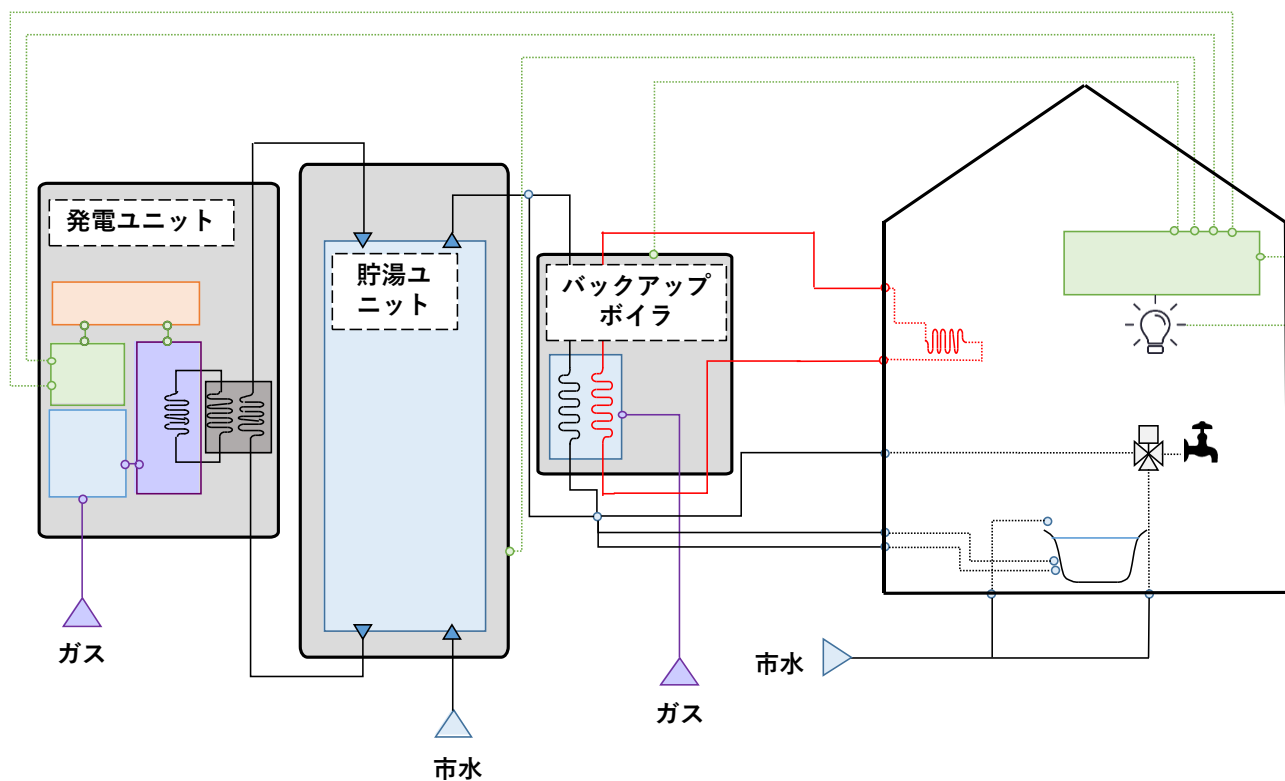 発電ユニット
貯湯ユ
ニット
バックアップ
ボイラ
ガス
市水
ガス
市水